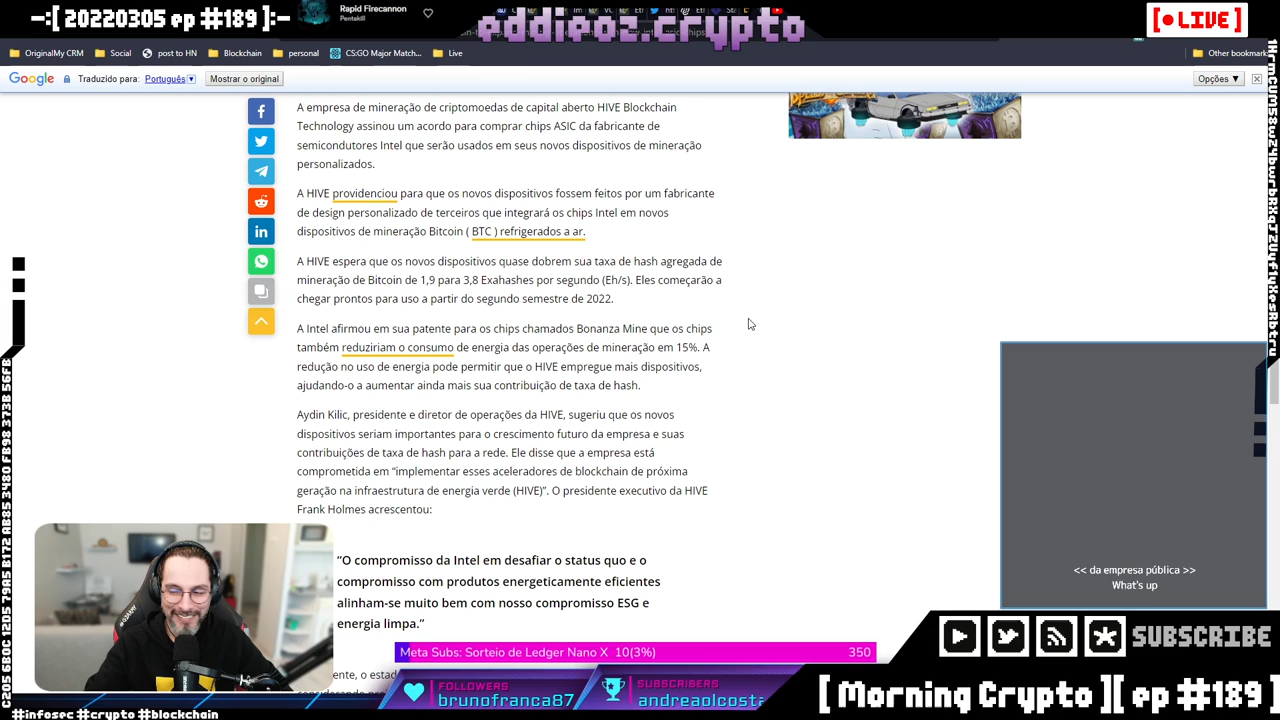 -:[ 20220305 ep #189 ]:-
Rapid Firecannon
Pentakill
eddieoz.crypto
[● LIVE ]
OriginalMy CRM
Social
post to HN
Blockchain
personal
CS:GO Major Match...
Live
Other bookmark
Google
Traduzido para: Português
Mostrar o original
Opções ▼
A empresa de mineração de criptomoedas de capital aberto HIVE Blockchain
Technology assinou um acordo para comprar chips ASIC da fabricante de
semicondutores Intel que serão usados em seus novos dispositivos de mineração
personalizados.
A HIVE providenciou para que os novos dispositivos fossem feitos por um fabricante
de design personalizado de terceiros que integrará os chips Intel em novos
dispositivos de mineração Bitcoin ( BTC ) refrigerados a ar.
A HIVE espera que os novos dispositivos quase dobrem sua taxa de hash agregada de
mineração de Bitcoin de 1,9 para 3,8 Exahashes por segundo (Eh/s). Eles começarão a
chegar prontos para uso a partir do segundo semestre de 2022.
A Intel afirmou em sua patente para os chips chamados Bonanza Mine que os chips
também reduziriam o consumo de energia das operações de mineração em 15%. A
redução no uso de energia pode permitir que o HIVE empregue mais dispositivos,
ajudando-o a aumentar ainda mais sua contribuição de taxa de hash.
Aydin Kilic, presidente e diretor de operações da HIVE, sugeriu que os novos
dispositivos seriam importantes para o crescimento futuro da empresa e suas
contribuições de taxa de hash para a rede. Ele disse que a empresa está
comprometida em “implementar esses aceleradores de blockchain de próxima
geração na infraestrutura de energia verde (HIVE)”. O presidente executivo da HIVE
Frank Holmes acrescentou:
“O compromisso da Intel em desafiar o status quo e o
compromisso com produtos energeticamente eficientes
alinham-se muito bem com nosso compromisso ESG e
energia limpa.”
<< da empresa pública >>
What's up
Meta Subs: Sorteio de Ledger Nano X 10(3%)
350
FOLLOWERS
brunofranca87
SUBSCRIBERS
andreaolcosta
SUBSCRIBE
[ Morning Crypto ][ ep #189 ]
#infosec #crypto #blockchain